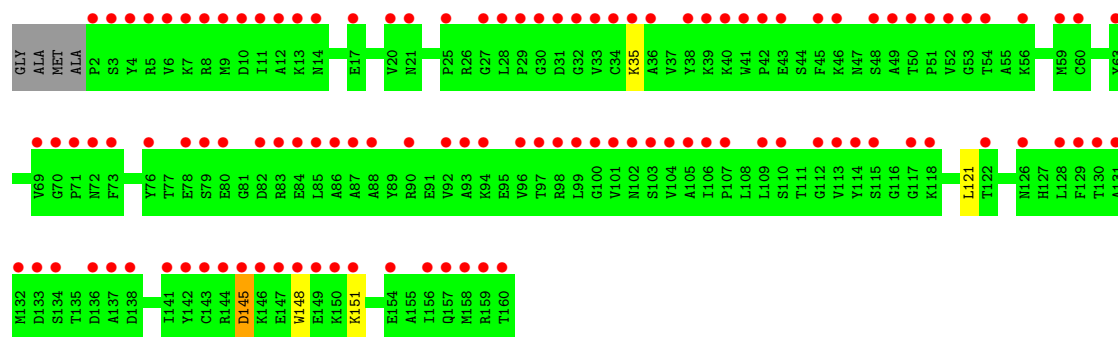 GLY ALA MET ALA P2 S3 Y4 R5 V6 K7 R8 M9 D10 I11 A12 K13 N14 E17 V20 N21 P25 R26 G27 L28 P29 G30 D31 G32 V33 C34 K35 A36 V37 Y38 K39 K40 W41 P42 E43 S44 F45 K46 N47 S48 A49 T50 P51 V52 G53 T54 A55 K56 M59 C60 Y63
V69 G70 P71 N72 F73 Y76 T77 E78 S79 E80 G81 D82 R83 E84 L85 A86 A87 A88 Y89 R90 E91 V92 A93 K94 E95 V96 T97 R98 L99 G100 V101 N102 S103 V104 A105 I106 P107 L108 L109 S110 T111 G112 V113 Y114 S115 G116 G117 K118 L121 T122 N126 H127 L128 F129 T130 A131
M132 D133 S134 T135 D136 A137 D138 I141 Y142 C143 R144 D145 K146 E147 W148 E149 K150 K151 E154 A155 I156 Q157 M158 R159 T160